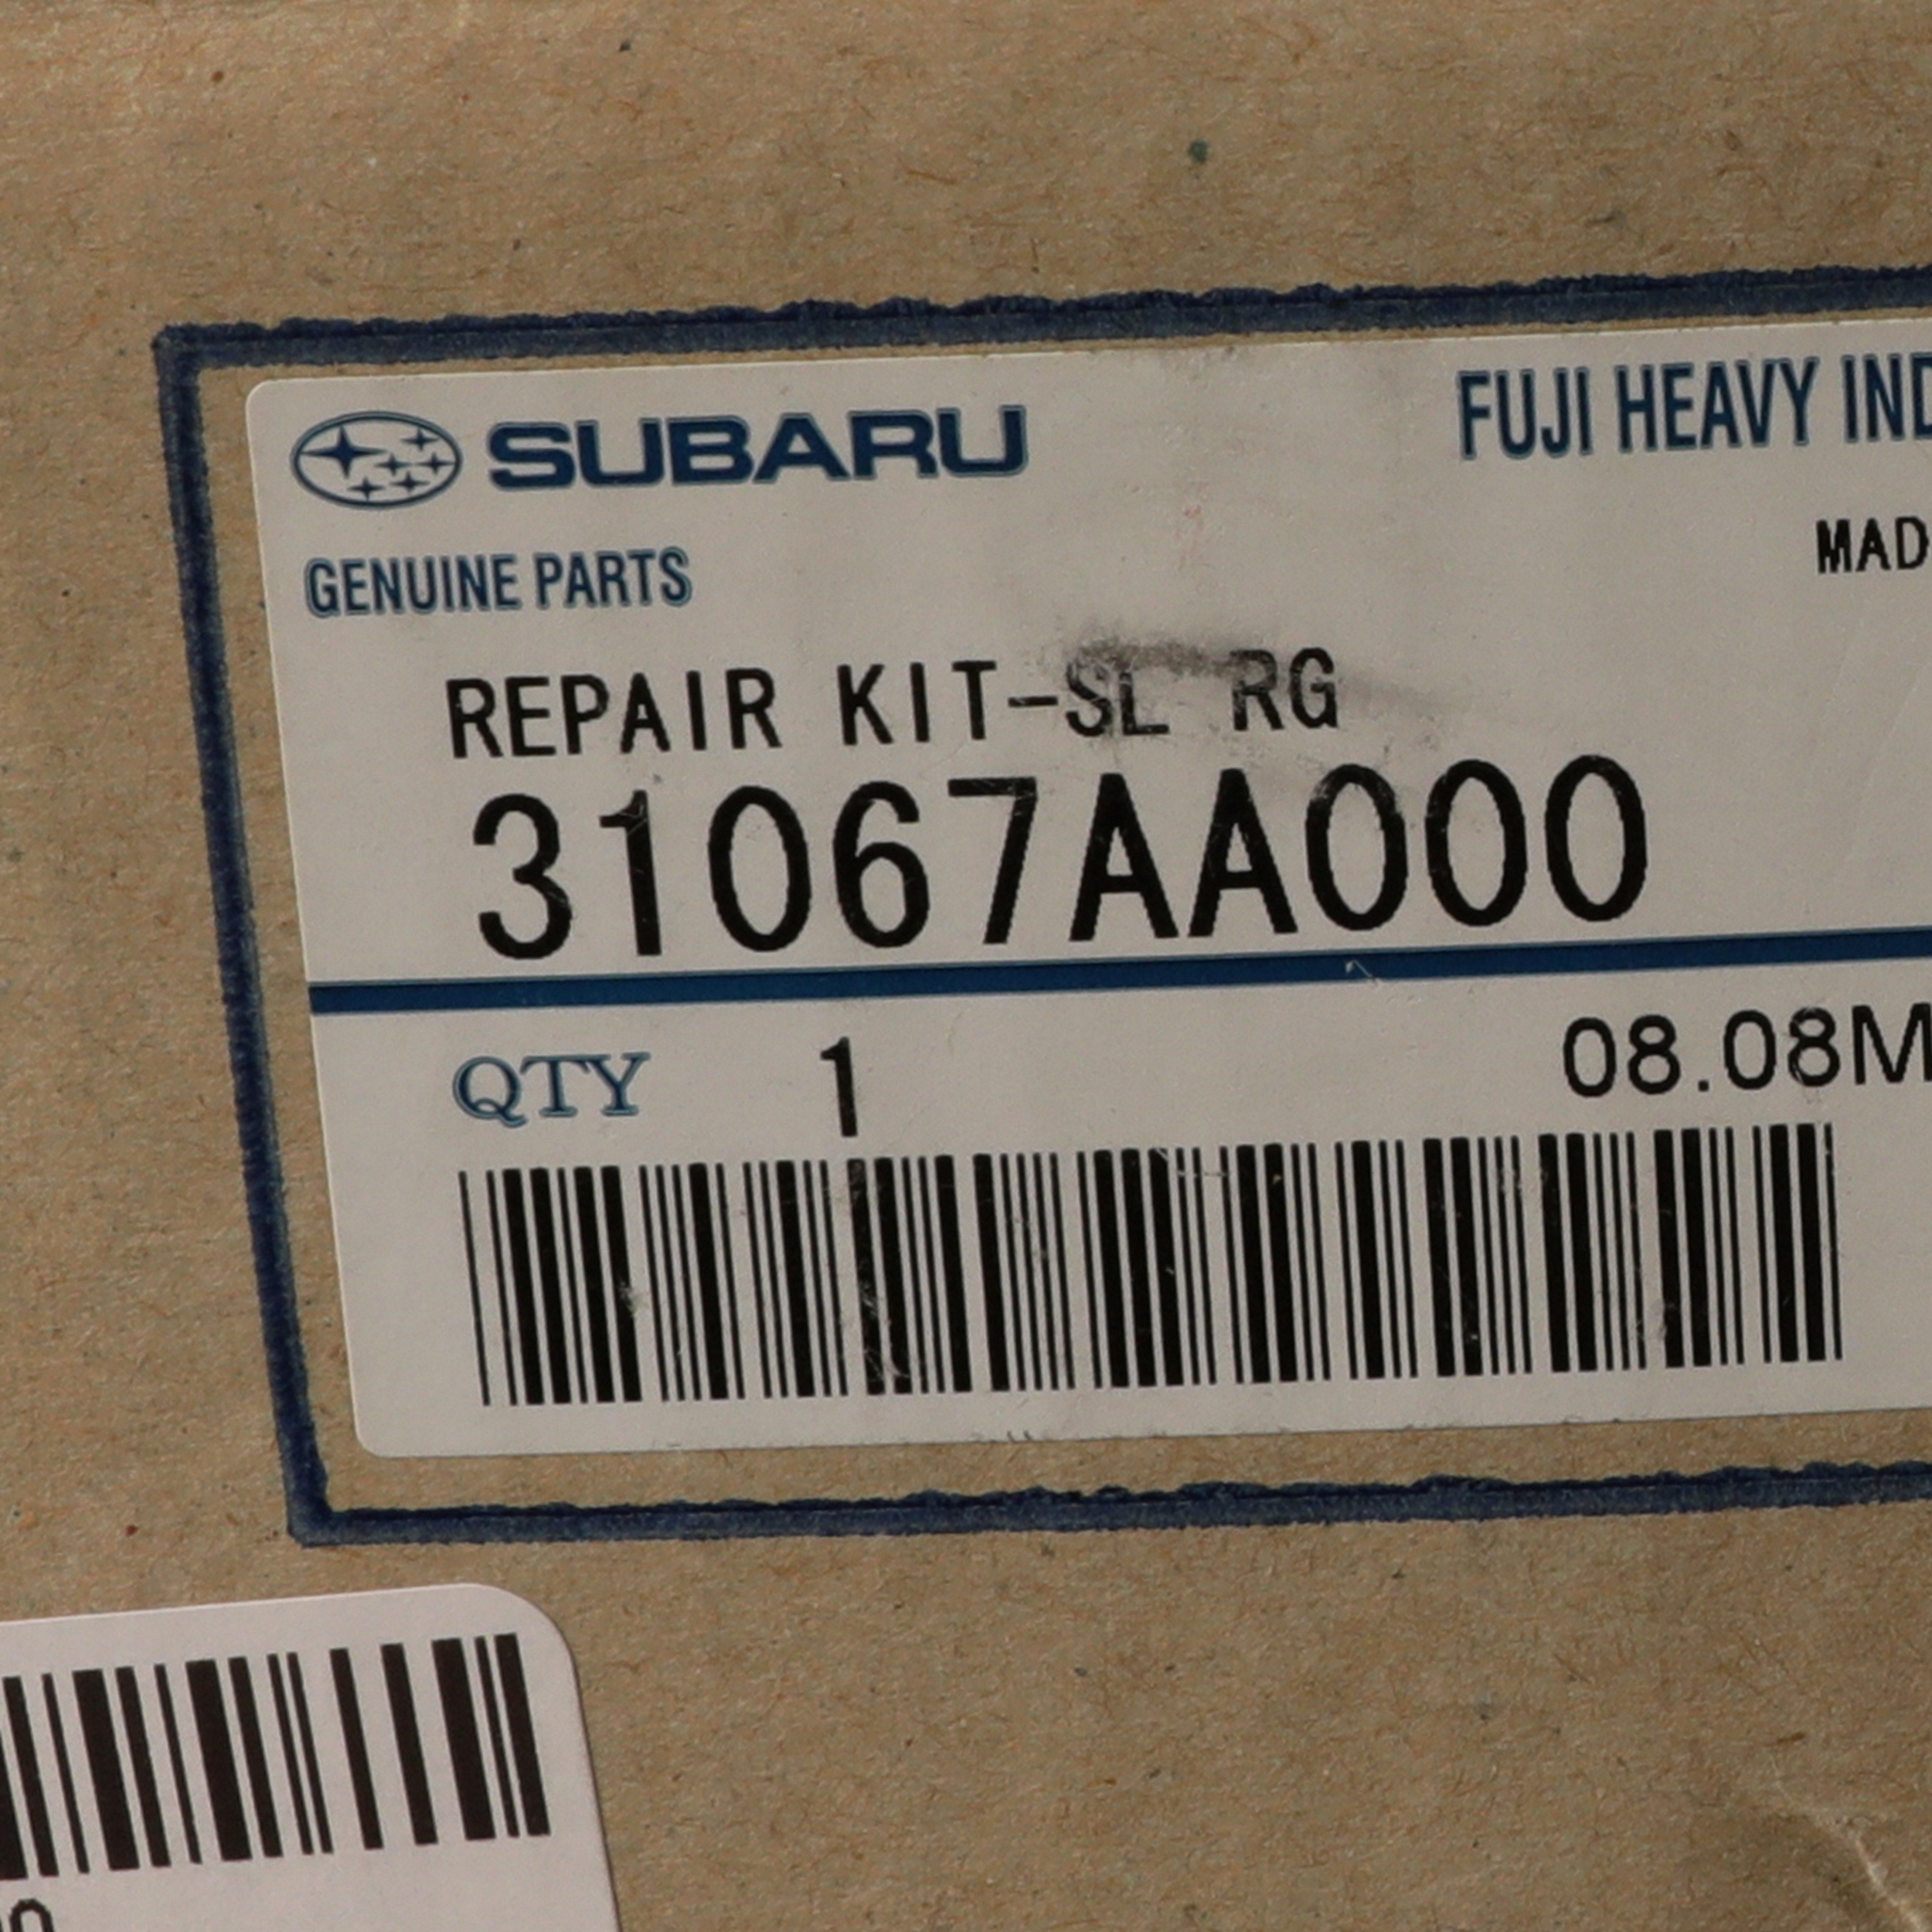 SUBARU
FUJI HEAVY IND
GENUINE PARTS
MAD
REPAIR KIT-SL RG
31067AA000
QTY 1
08.08M